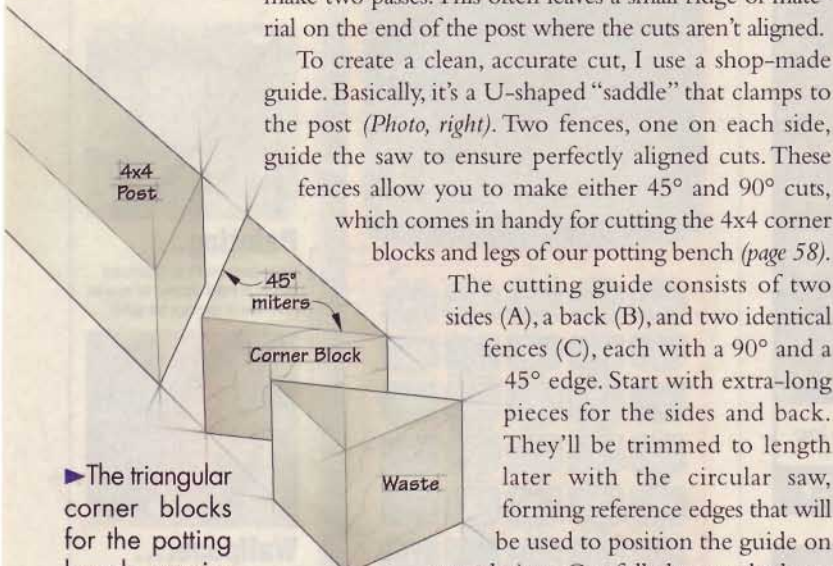 make two passes. This often leaves a small ridge of mate-
rial on the end of the post where the cuts aren't aligned.
To create a clean, accurate cut, I use a shop-made
guide. Basically, it's a U-shaped “saddle” that clamps to
the post (Photo, right). Two fences, one on each side,
guide the saw to ensure perfectly aligned cuts. These
fences allow you to make either 45° and 90° cuts,
which comes in handy for cutting the 4x4 corner
blocks and legs of our potting bench (page 58).
The cutting guide consists of two
sides (A), a back (B), and two identical
fences (C), each with a 90° and a
45° edge. Start with extra-long
pieces for the sides and back.
They'll be trimmed to length
later with the circular saw,
forming reference edges that will
be used to position the guide on
4x4
Post
45°
miters
Corner Block
Waste
►The triangular
corner blocks
for the potting